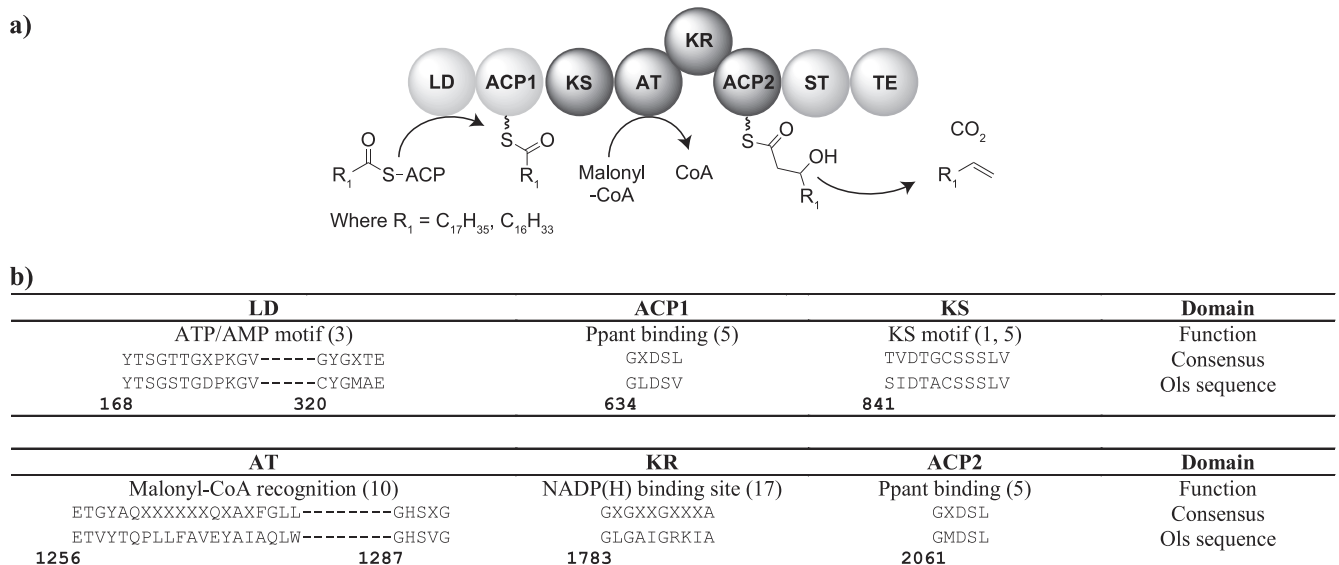 a)
LD ACP1 KS AT KR ACP2 ST TE
O
R1 S-ACP
S O
R1
Malonyl
-CoA
CoA
S O
OH
R1
CO2
R1
Where R1 = C17H35, C16H33
b)
LD ACP1 KS Domain
ATP/AMP motif (3) Ppant binding (5) KS motif (1, 5) Function
YTSGTTGXPKGV-----GYGXTE GXDSL TVDTGCSSSLV Consensus
YTSGSTGDPKGV-----CYGMAE GLDSV SIDTACSSSLV Ols sequence
168 320 634 841
AT KR ACP2 Domain
Malonyl-CoA recognition (10) NADP(H) binding site (17) Ppant binding (5) Function
ETGYAQXXXXXXQXAXFGLL--------GHSXG GXGXXGXXXA GXDSL Consensus
ETVYTQPLLFAVEYAIAQLW--------GHSVG GLGAIGRKIA GMDSL Ols sequence
1256 1287 1783 2061